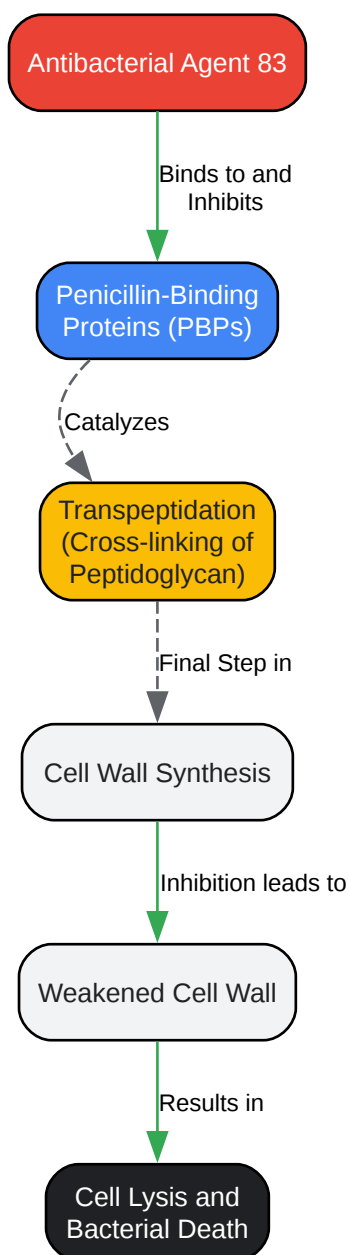 Antibacterial Agent 83
Binds to and
Inhibits
Penicillin-Binding
Proteins (PBPs)
Catalyzes
Transpeptidation
(Cross-linking of
Peptidoglycan)
Final Step in
Cell Wall Synthesis
Inhibition leads to
Weakened Cell Wall
Results in
Cell Lysis and
Bacterial Death